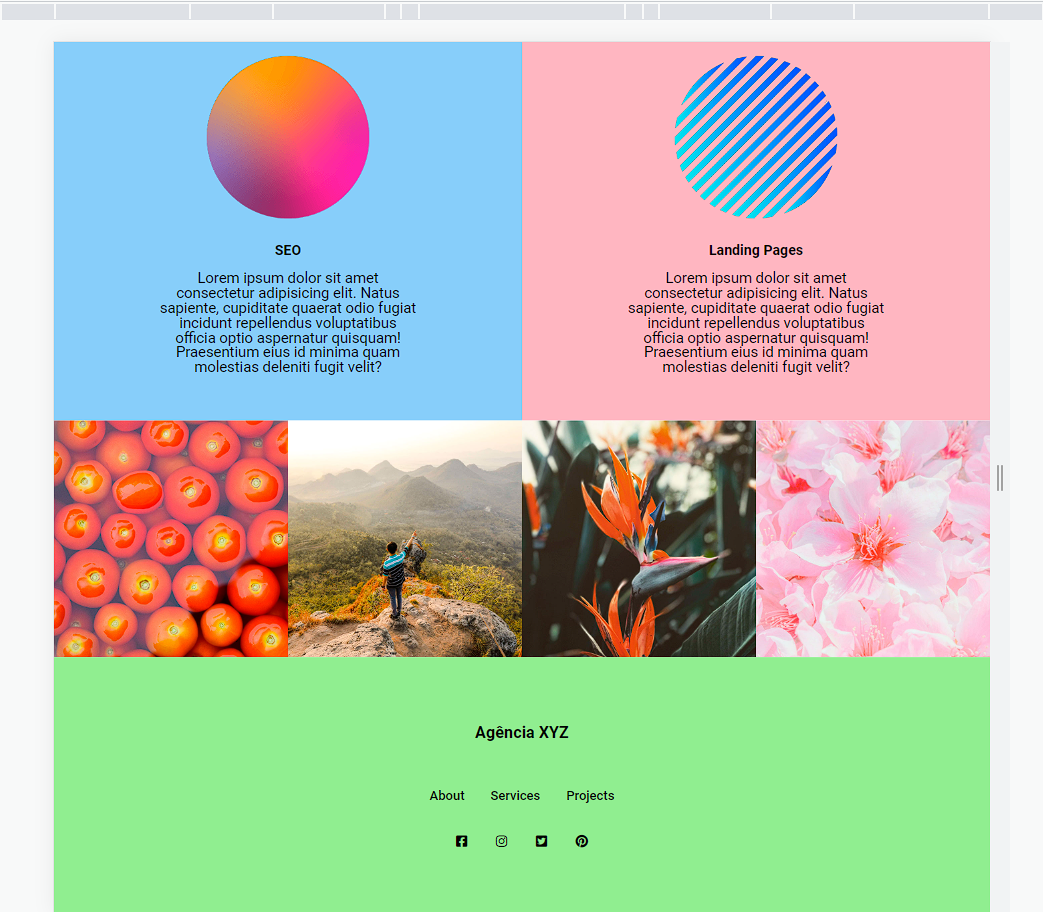 SEO
Lorem ipsum dolor sit amet
consectetur adipisicing elit. Natus
sapiente, cupiditate quaerat odio fugiat
incidunt repellendus voluptatibus
officia optio aspernatur quisquam!
Praesentium eius id minima quam
molestias deleniti fugit velit?
Landing Pages
Lorem ipsum dolor sit amet
consectetur adipisicing elit. Natus
sapiente, cupiditate quaerat odio fugiat
incidunt repellendus voluptatibus
officia optio aspernatur quisquam!
Praesentium eius id minima quam
molestias deleniti fugit velit?
Agência XYZ
About Services Projects